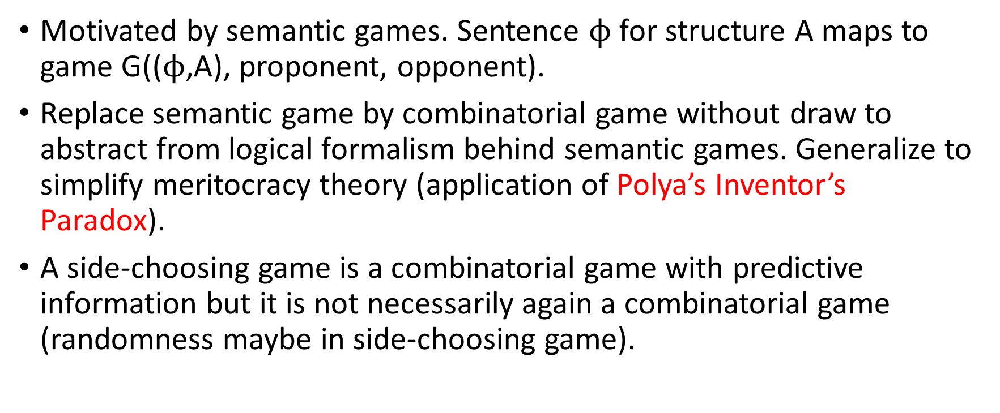 • Motivated by semantic games. Sentence ɸ for structure A maps to
game G((ɸ,A), proponent, opponent).
• Replace semantic game by combinatorial game without draw to
abstract from logical formalism behind semantic games. Generalize to
simplify meritocracy theory (application of Polya’s Inventor’s
Paradox).
• A side-choosing game is a combinatorial game with predictive
information but it is not necessarily again a combinatorial game
(randomness maybe in side-choosing game).